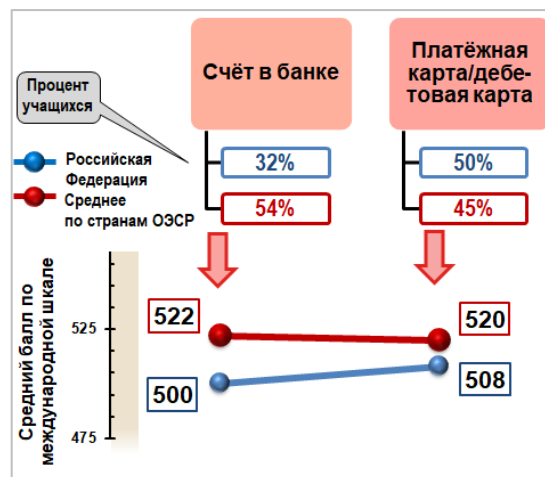 Счёт в банке
Платёжная
карта/дебе-
товая карта
Процент
учащихся
Российская
Федерация
Среднее
по странам ОЭСР
32%
54%
50%
45%
Средний балл по
международной шкале
525
475
522
500
520
508